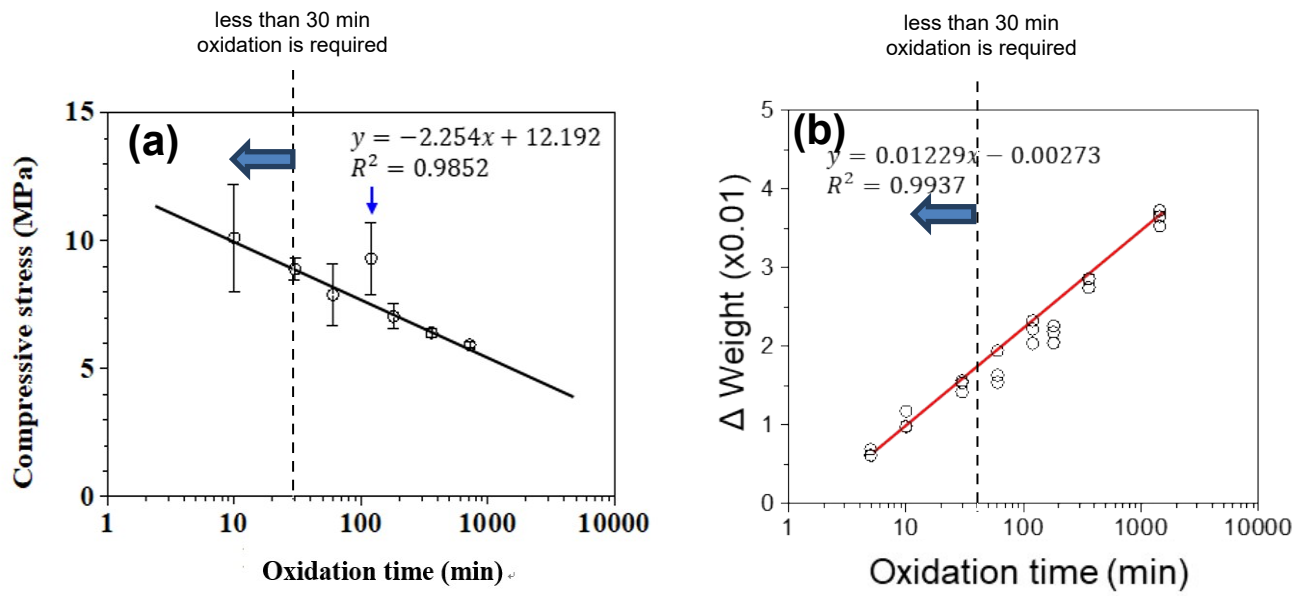 less than 30 min
oxidation is required
(a)
y = −2.254x + 12.192
R² = 0.9852
15
10
5
0
1
10
100
1000
10000
Compressive stress (MPa)
Oxidation time (min)
less than 30 min
oxidation is required
(b)
y = 0.01229x − 0.00273
R² = 0.9937
5
4
3
2
1
0
1
10
100
1000
10000
Δ Weight (x0.01)
Oxidation time (min)